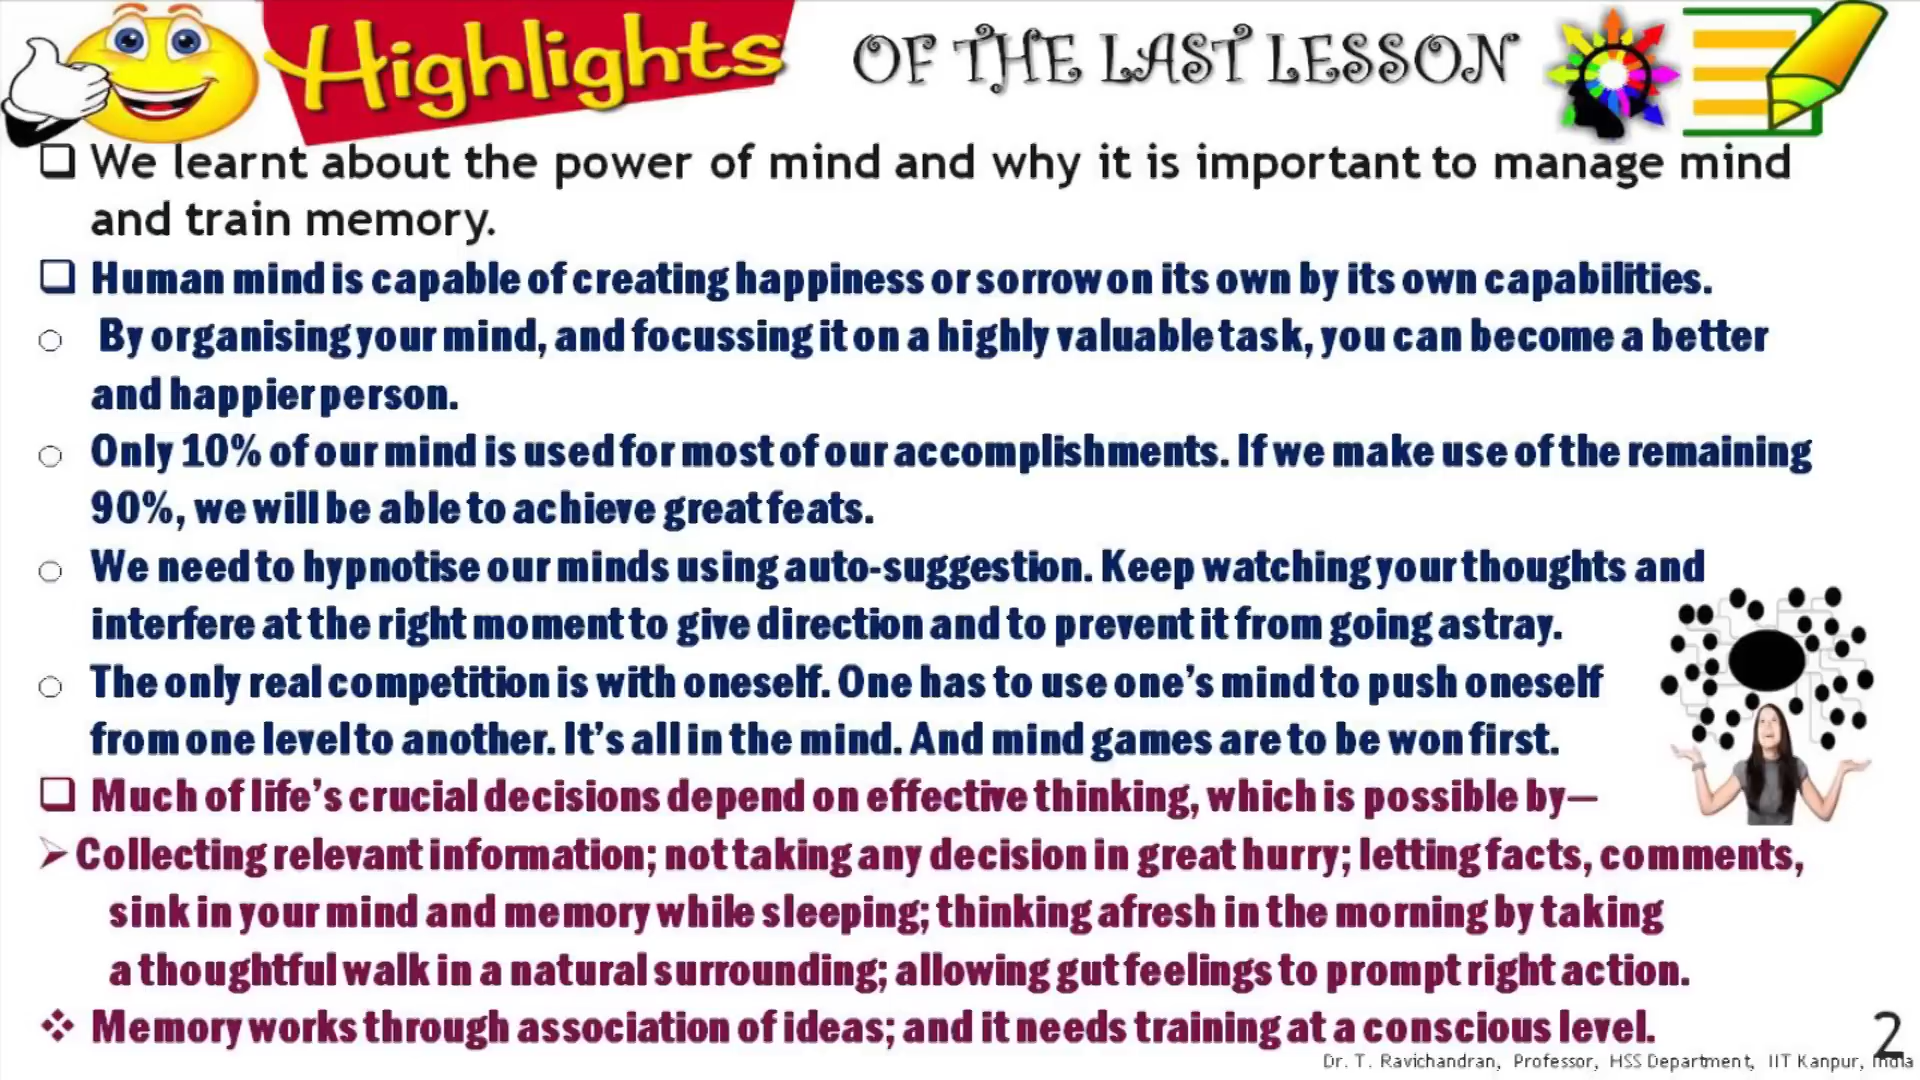 Highlights OF THE LAST LESSON
We learnt about the power of mind and why it is important to manage mind
and train memory.
Human mind is capable of creating happiness or sorrow on its own by its own capabilities.
By organising your mind, and focussing it on a highly valuable task, you can become a better
and happier person.
Only 10% of our mind is used for most of our accomplishments. If we make use of the remaining
90%, we will be able to achieve great feats.
We need to hypnotise our minds using auto-suggestion. Keep watching your thoughts and
interfere at the right moment to give direction and to prevent it from going astray.
The only real competition is with oneself. One has to use one's mind to push oneself
from one level to another. It's all in the mind. And mind games are to be won first.
Much of life's crucial decisions depend on effective thinking, which is possible by—
Collecting relevant information; not taking any decision in great hurry; letting facts, comments,
sink in your mind and memory while sleeping; thinking afresh in the morning by taking
a thoughtful walk in a natural surrounding; allowing gut feelings to prompt right action.
Memory works through association of ideas; and it needs training at a conscious level.
2
Dr. T. Ravichandran, Professor, HSS Department, IIT Kanpur, India